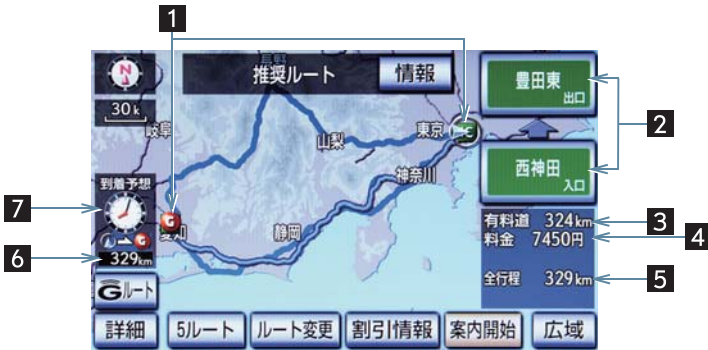 1
長野
推奨ルート
情報
豊田東
出口
N
30k
岐阜
山梨
東京
2
西神田
入口
神奈川
到着予想
7
G
愛知
静岡
有料道 324km
3
料金 7450円
4
G
6
329km
全行程 329km
5
Gルート
詳細
5ルート
ルート変更
割引情報
案内開始
広域